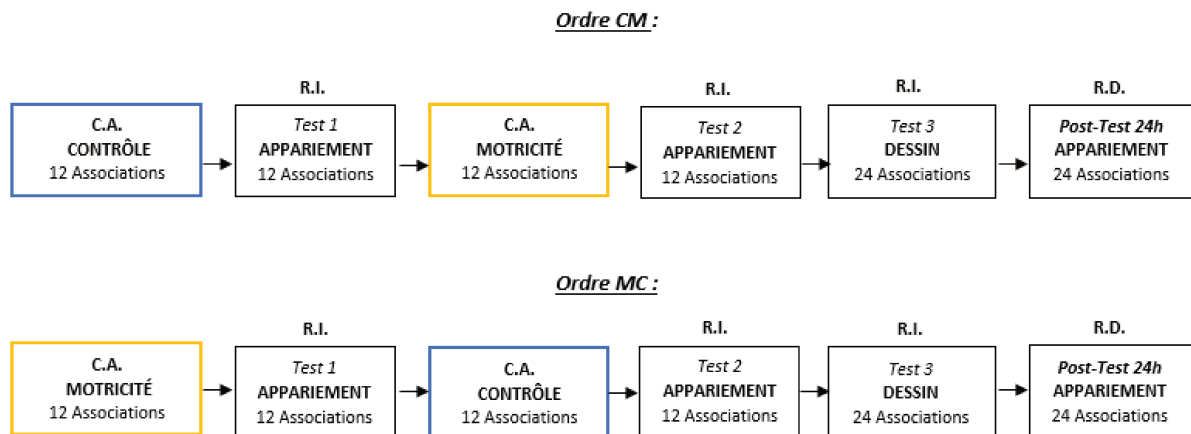 Ordre CM :
R.I.
R.I.
R.I.
R.D.
C.A.
CONTRÔLE
12 Associations
Test 1
APPARIEMENT
12 Associations
C.A.
MOTRICITÉ
12 Associations
Test 2
APPARIEMENT
12 Associations
Test 3
DESSIN
24 Associations
Post-Test 24h
APPARIEMENT
24 Associations
Ordre MC :
R.I.
R.I.
R.I.
R.D.
C.A.
MOTRICITÉ
12 Associations
Test 1
APPARIEMENT
12 Associations
C.A.
CONTRÔLE
12 Associations
Test 2
APPARIEMENT
12 Associations
Test 3
DESSIN
24 Associations
Post-Test 24h
APPARIEMENT
24 Associations